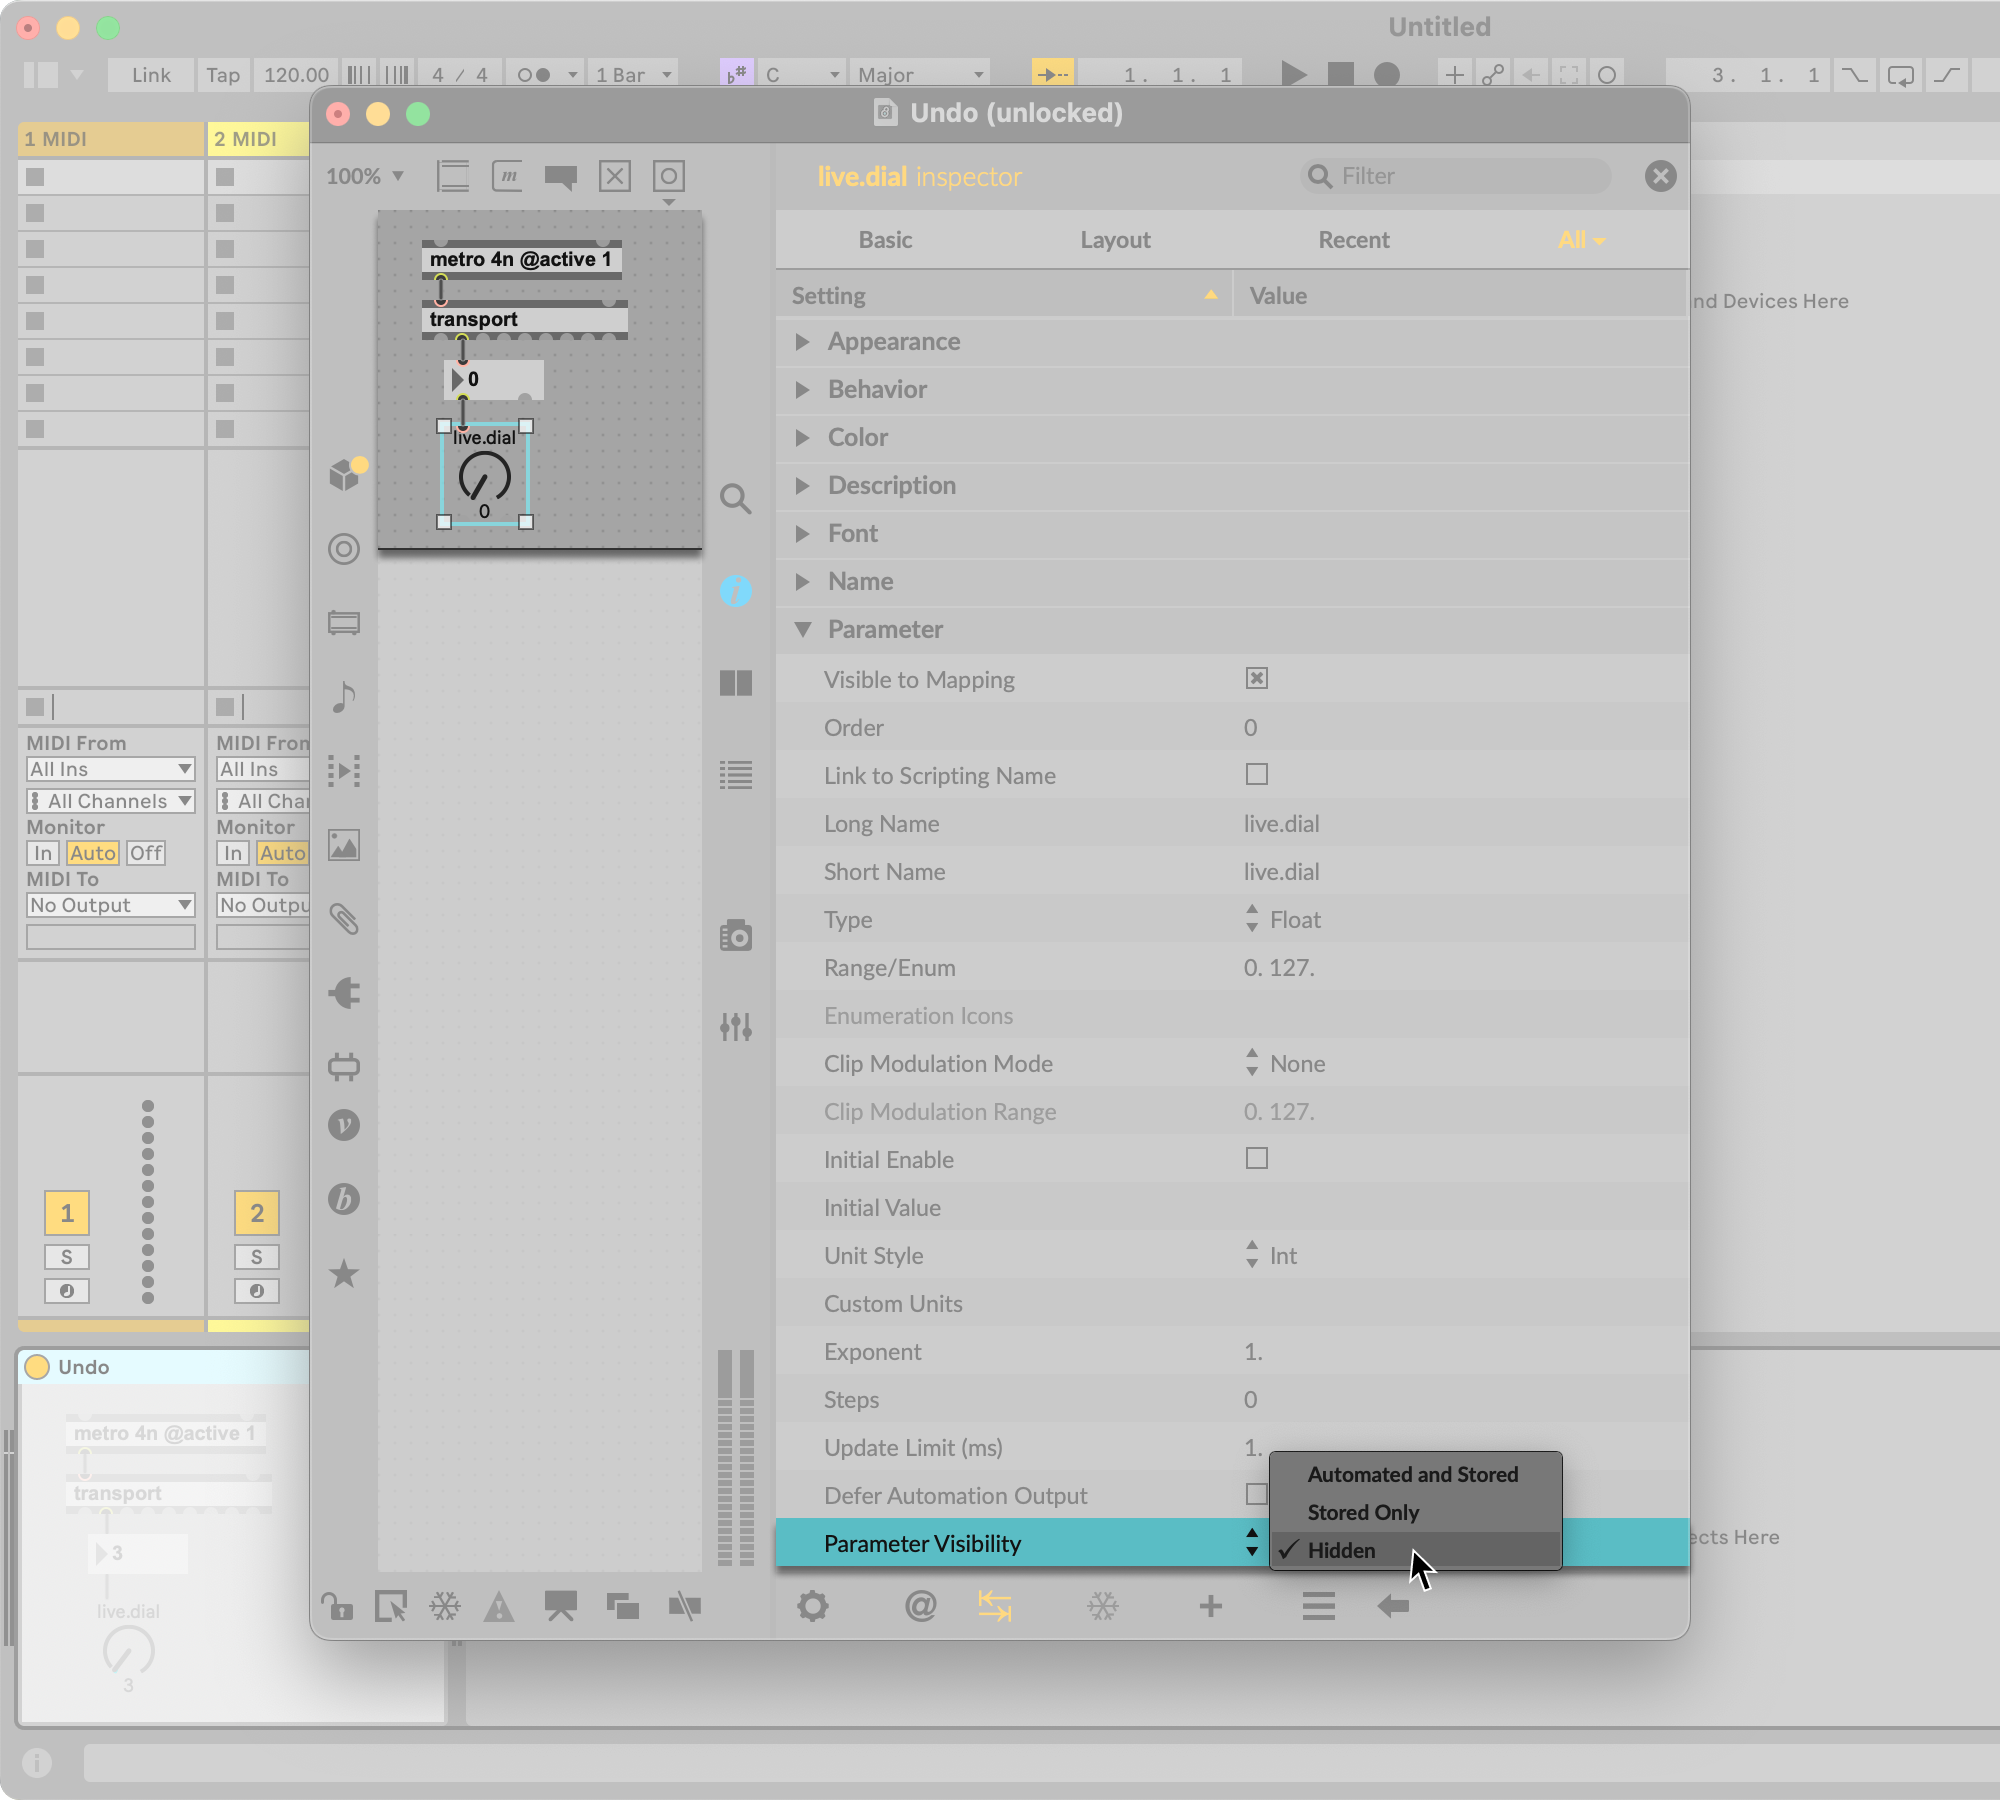 Untitled
Link Tap 120.00 4 / 4 1 Bar C Major 1. 1. 1 3. 1. 1
Undo (unlocked)
1 MIDI
2 MIDI
100%
m
live.dial inspector
Filter
Basic Layout Recent All
Setting Value
metro 4n @active 1
transport
0
live.dial
0
Appearance
Behavior
Color
Description
Font
Name
Parameter
Visible to Mapping
Order 0
Link to Scripting Name
Long Name live.dial
Short Name live.dial
Type Float
Range/Enum 0. 127.
Enumeration Icons
Clip Modulation Mode None
Clip Modulation Range 0. 127.
Initial Enable
Initial Value
Unit Style Int
Custom Units
Exponent 1.
Steps 0
Update Limit (ms) 1.
Defer Automation Output
Parameter Visibility
Automated and Stored
Stored Only
✓ Hidden
nd Devices Here
ects Here
MIDI From
All Ins
All Channels
Monitor
In Auto Off
MIDI To
No Output
MIDI Fron
All Ins
All Char
Monitor
In Auto
MIDI To
No Outpu
1
S
2
S
v
b
i
@
Undo
metro 4n @active 1
transport
3
live.dial
3
i